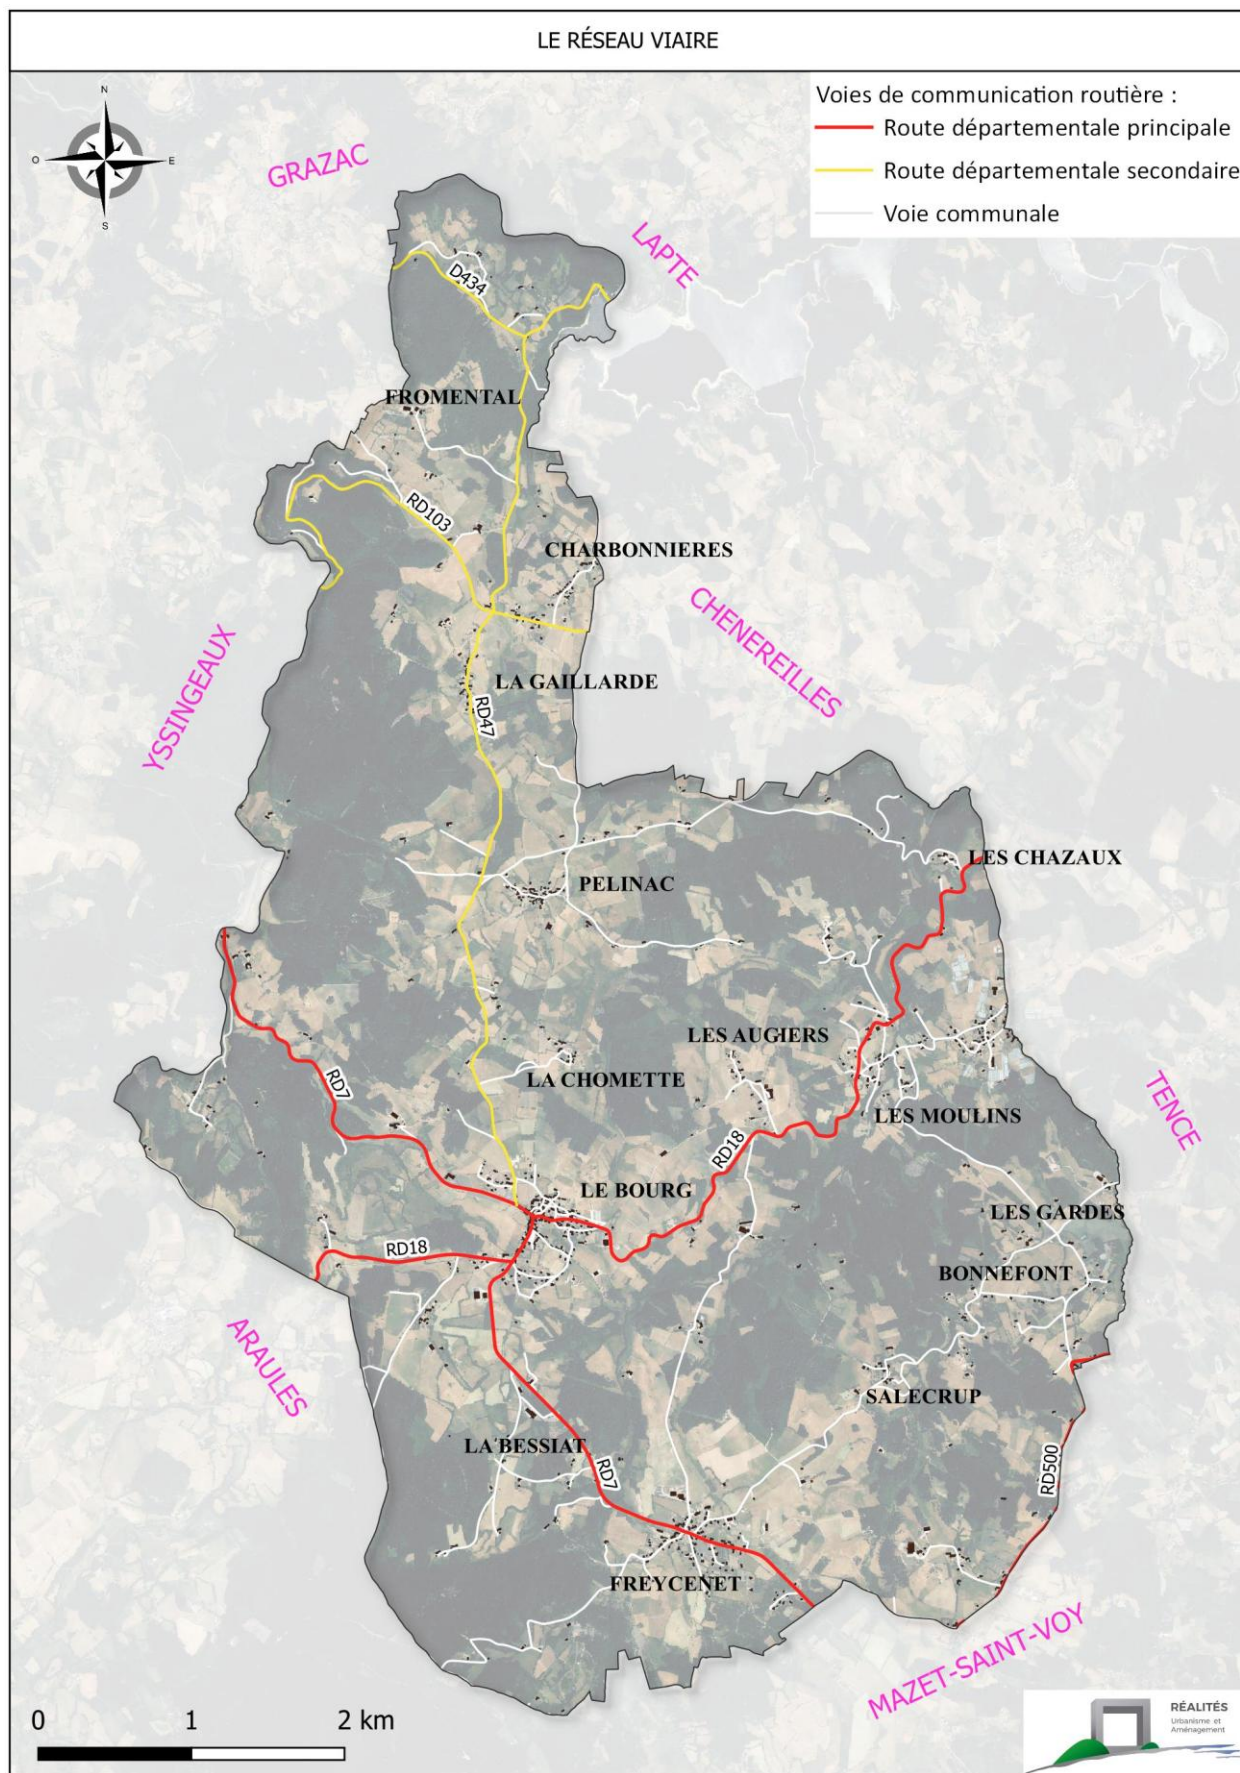 LE RÉSEAU VIAIRE
Voies de communication routière :
Route départementale principale
Route départementale secondaire
Voie communale
N
O
E
S
GRAZAC
LAPTE
D434
FROMENTAL
RD103
CHARBONNIERES
CHENEREILLES
YSSINGEAUX
LA GAILLARDE
RD47
LES CHAZAUX
PELINAC
LES AUGIERS
LA CHOMETTE
RD7
LES MOULINS
TENCE
RD18
LE BOURG
LES GARDES
RD18
BONNEFONT
ARAULES
SALECRUP
LA BESSIAT
RD7
RD500
FREYCENET
MAZET-SAINT-VOY
0 1 2 km
RÉALITÉS
Urbanisme et
Aménagement